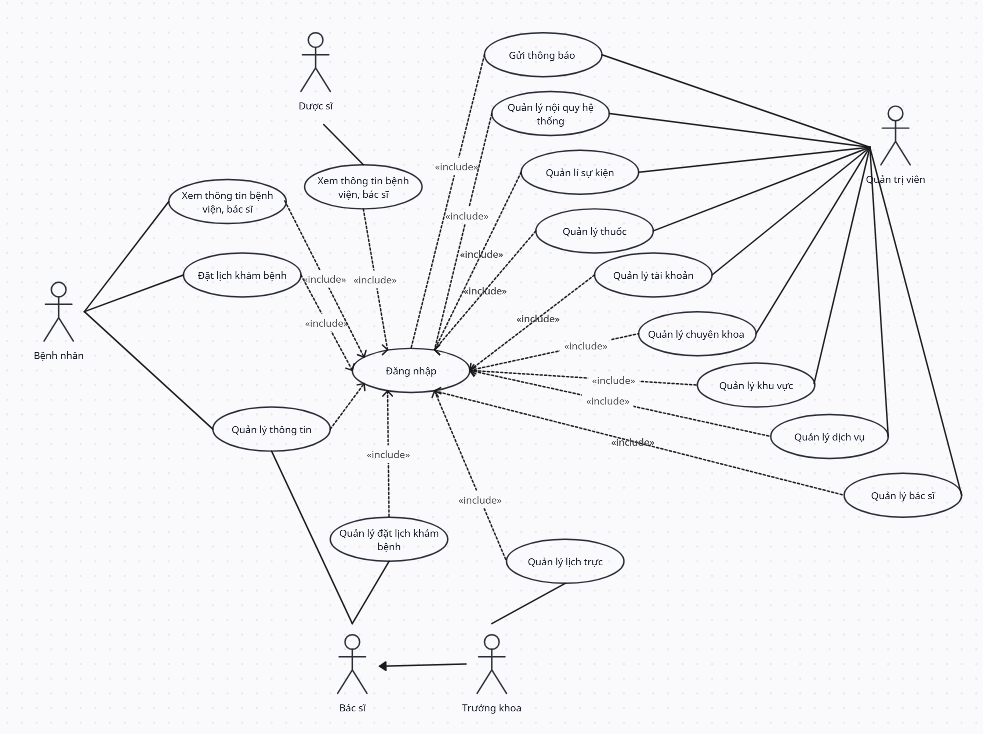 Gửi thông báo
Dược sĩ
Quản lý nội quy hệ
thống
«include»
Quản lí sự kiện
Quản trị viên
Xem thông tin bệnh
viện, bác sĩ
Xem thông tin bệnh
viện, bác sĩ
«include»
Quản lý thuốc
«include»
Đặt lịch khám bệnh
«include»
«include»
«include»
Quản lý tài khoản
«include»
«include»
Quản lý chuyên khoa
«include»
Bệnh nhân
Đăng nhập
«include»
Quản lý khu vực
«include»
Quản lý thông tin
Quản lý dịch vụ
«include»
«include»
Quản lý bác sĩ
«include»
Quản lý đặt lịch khám
bệnh
Quản lý lịch trực
Bác sĩ
Trưởng khoa